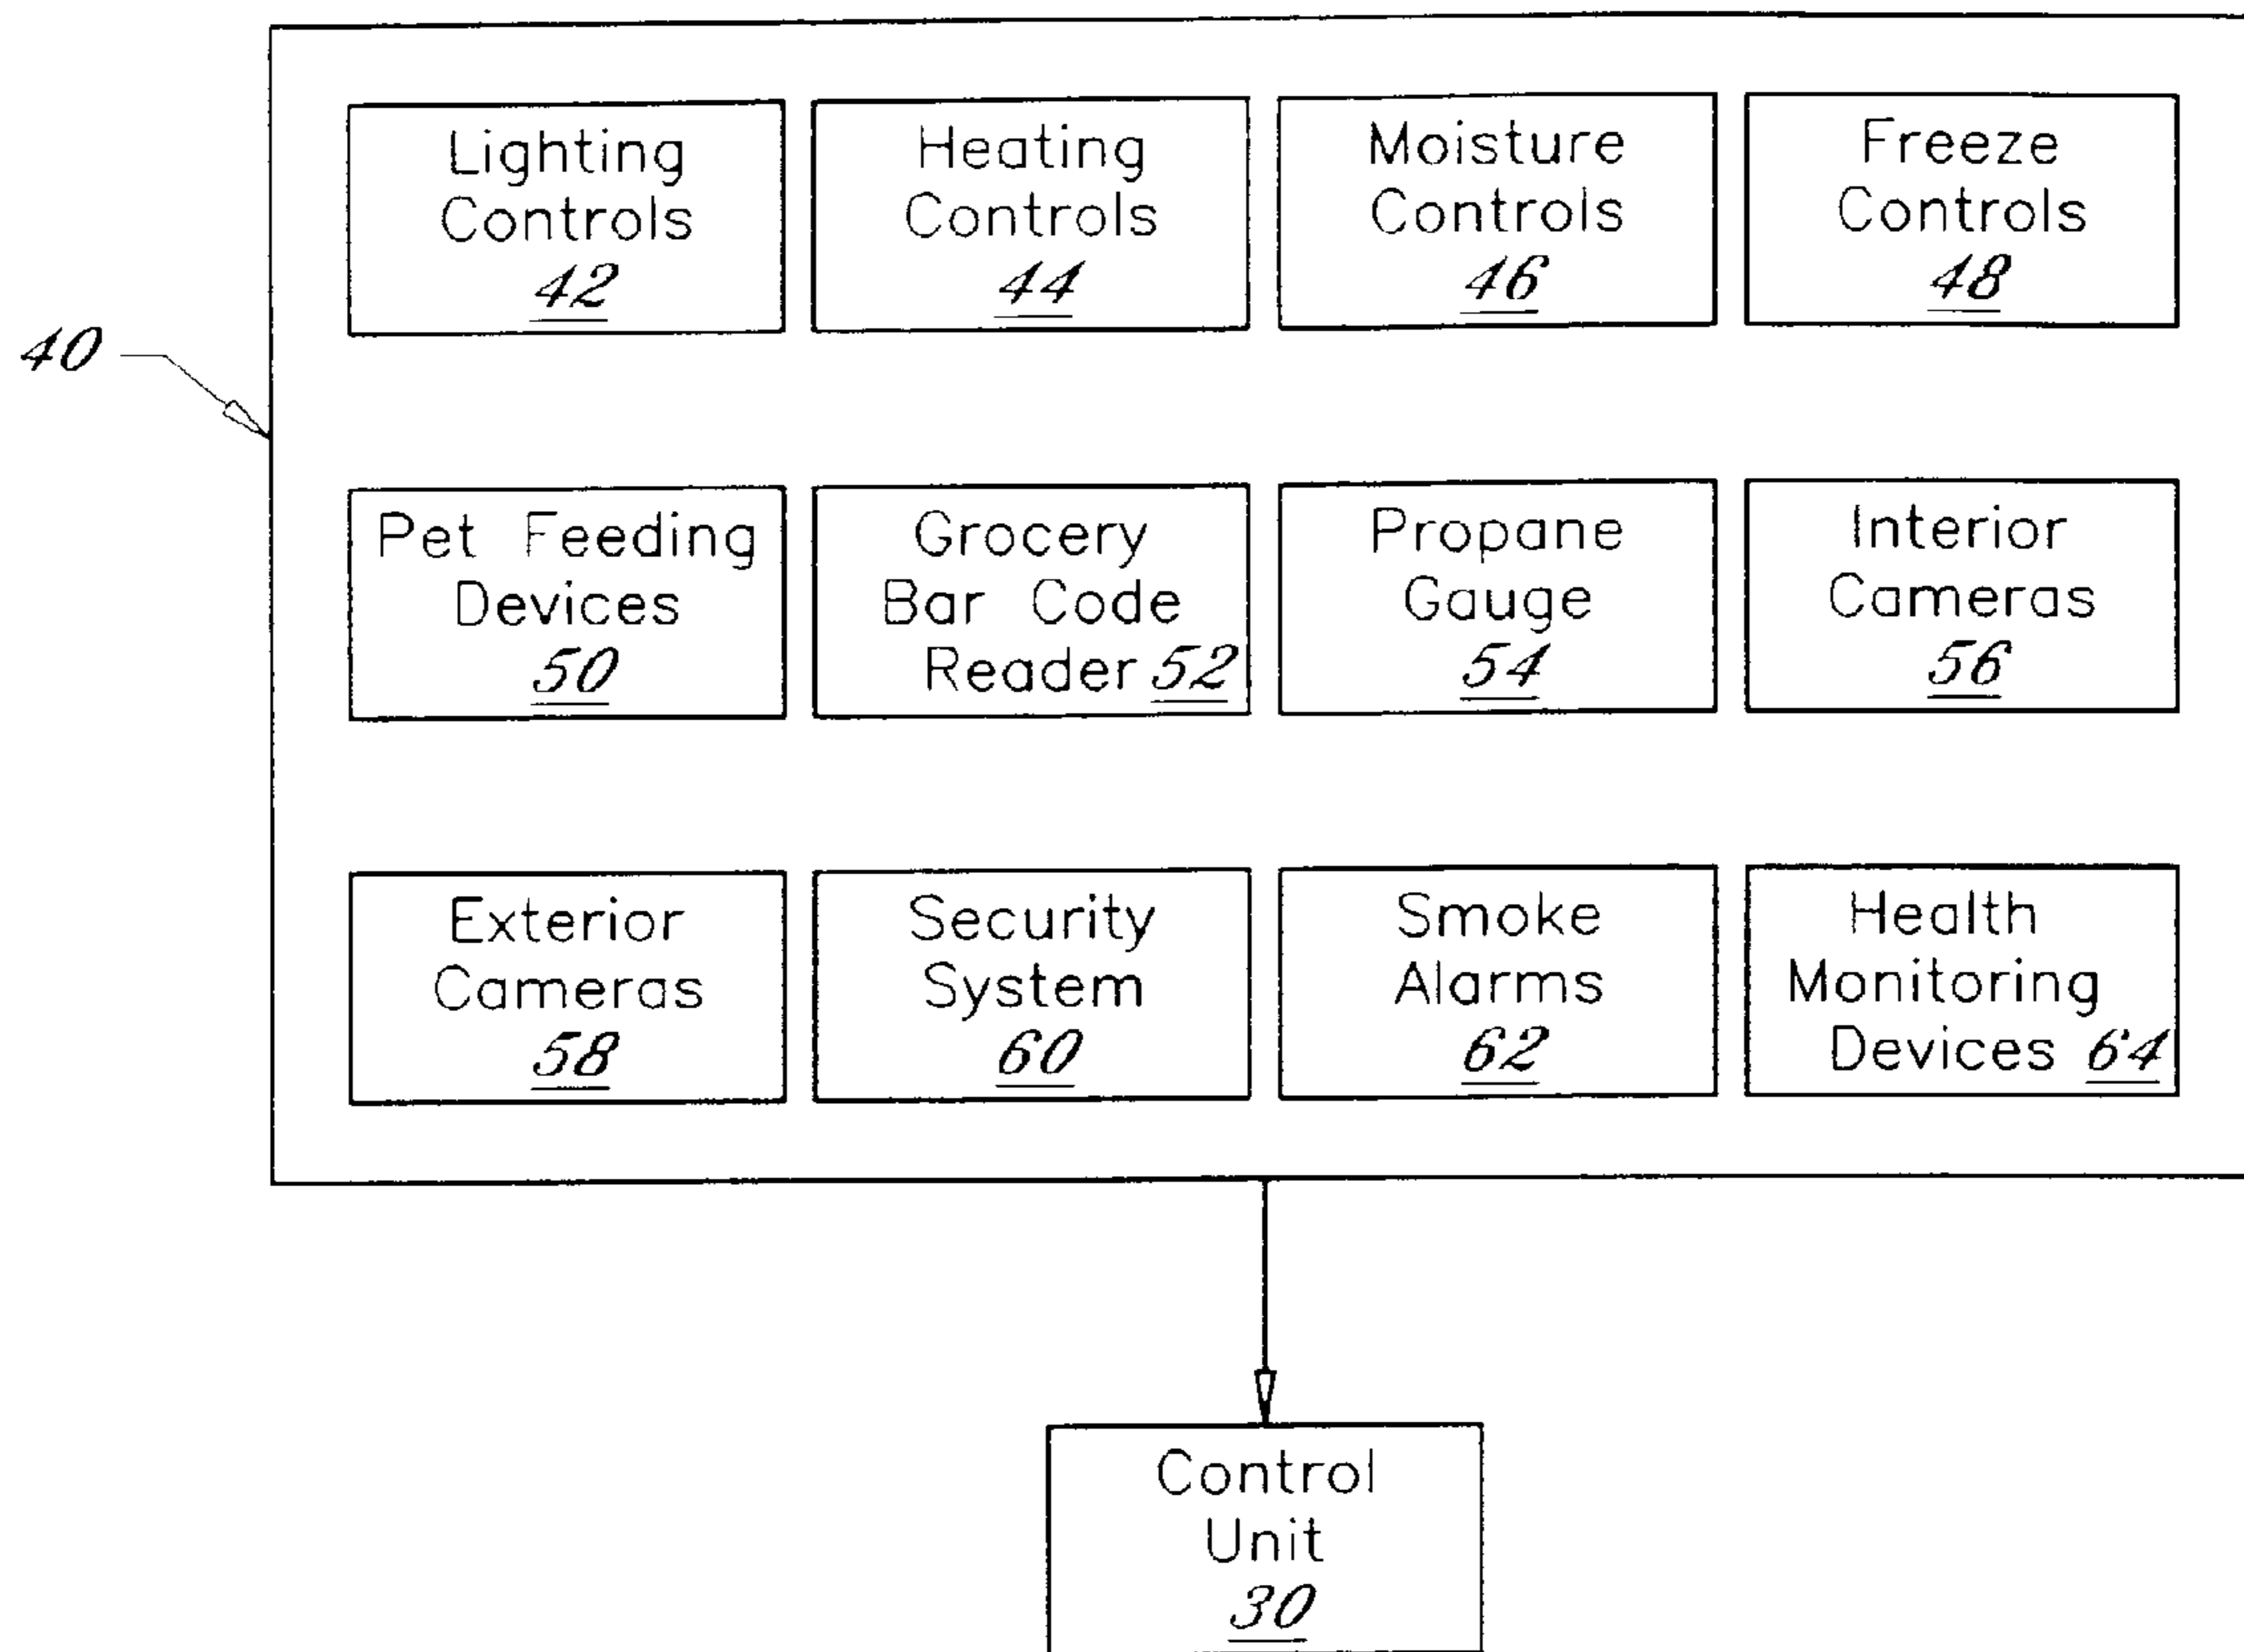 Lighting
Controls
42
Heating
Controls
44
Moisture
Controls
46
Freeze
Controls
48
40
Pet Feeding
Devices
50
Grocery
Bar Code
Reader 52
Propane
Gauge
54
Interior
Cameras
56
Exterior
Cameras
58
Security
System
60
Smoke
Alarms
62
Health
Monitoring
Devices 64
Control
Unit
30